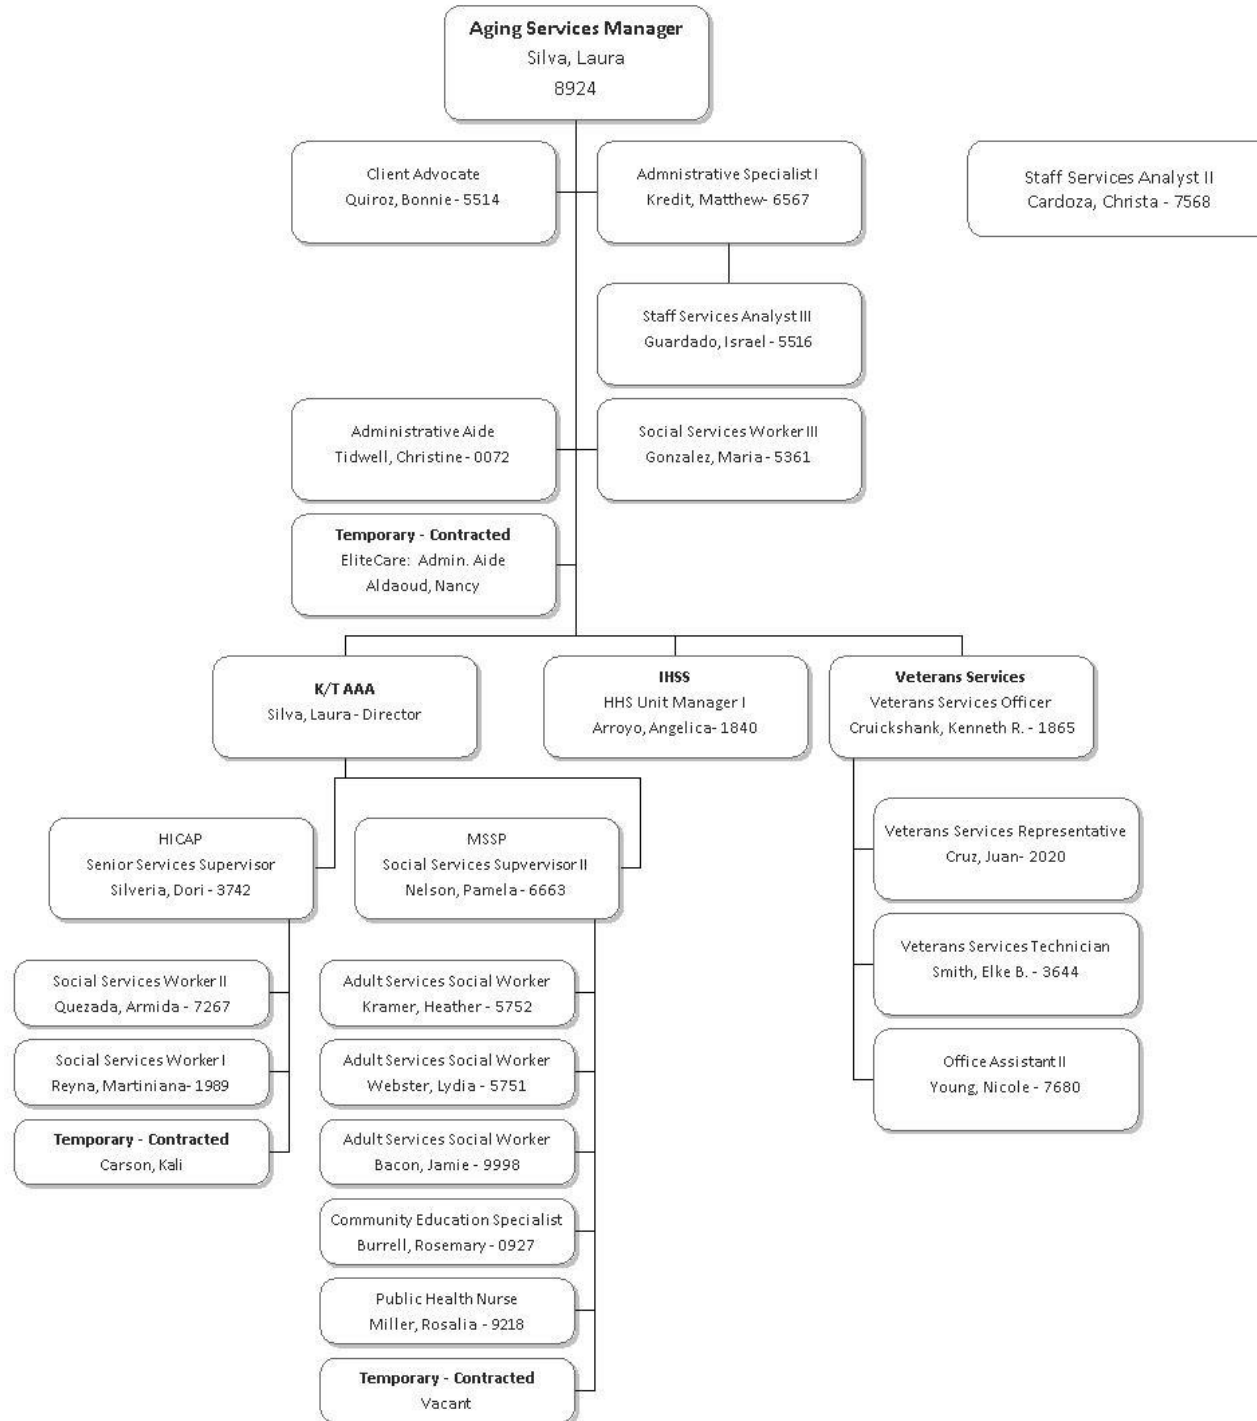 Aging Services Manager
Silva, Laura
8924
Client Advocate
Quiroz, Bonnie - 5514
Admnistrative Specialist I
Kredit, Matthew- 6567
Staff Services Analyst II
Cardoza, Christa - 7568
Staff Services Analyst III
Guardado, Israel - 5516
Administrative Aide
Tidwell, Christine - 0072
Social Services Worker III
Gonzalez, Maria - 5361
Temporary - Contracted
EliteCare: Admin. Aide
Aldaoud, Nancy
K/T AAA
Silva, Laura - Director
IHSS
HHS Unit Manager I
Arroyo, Angelica- 1840
Veterans Services
Veterans Services Officer
Cruickshank, Kenneth R. - 1865
HICAP
Senior Services Supervisor
Silveria, Dori - 3742
MSSP
Social Services Supvervisor II
Nelson, Pamela - 6663
Veterans Services Representative
Cruz, Juan- 2020
Veterans Services Technician
Smith, Elke B. - 3644
Office Assistant II
Young, Nicole - 7680
Social Services Worker II
Quezada, Armida - 7267
Social Services Worker I
Reyna, Martiniana- 1989
Temporary - Contracted
Carson, Kali
Adult Services Social Worker
Kramer, Heather - 5752
Adult Services Social Worker
Webster, Lydia - 5751
Adult Services Social Worker
Bacon, Jamie - 9998
Community Education Specialist
Burrell, Rosemary - 0927
Public Health Nurse
Miller, Rosalia - 9218
Temporary - Contracted
Vacant